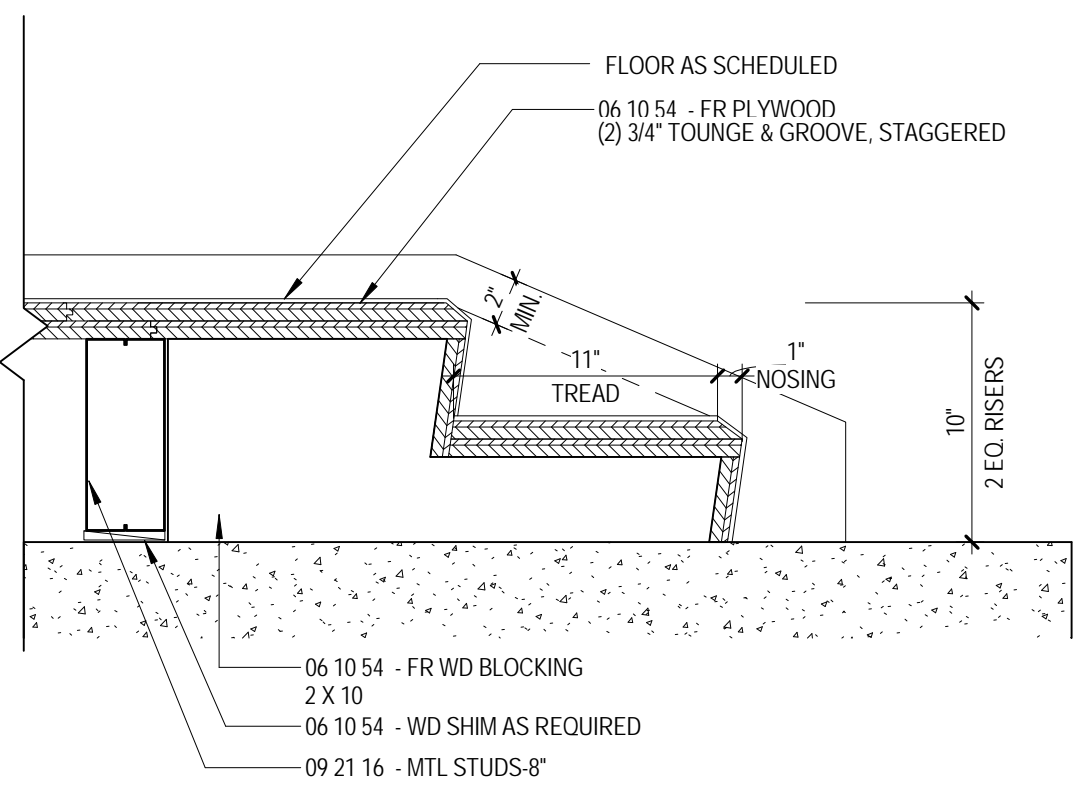 FLOOR AS SCHEDULED
06 10 54 - FR PLYWOOD
(2) 3/4" TOUNGE & GROOVE, STAGGERED
2"
MIN.
11"
TREAD
1"
NOSING
10"
2 EQ. RISERS
06 10 54 - FR WD BLOCKING
2 X 10
06 10 54 - WD SHIM AS REQUIRED
09 21 16 - MTL STUDS-8"